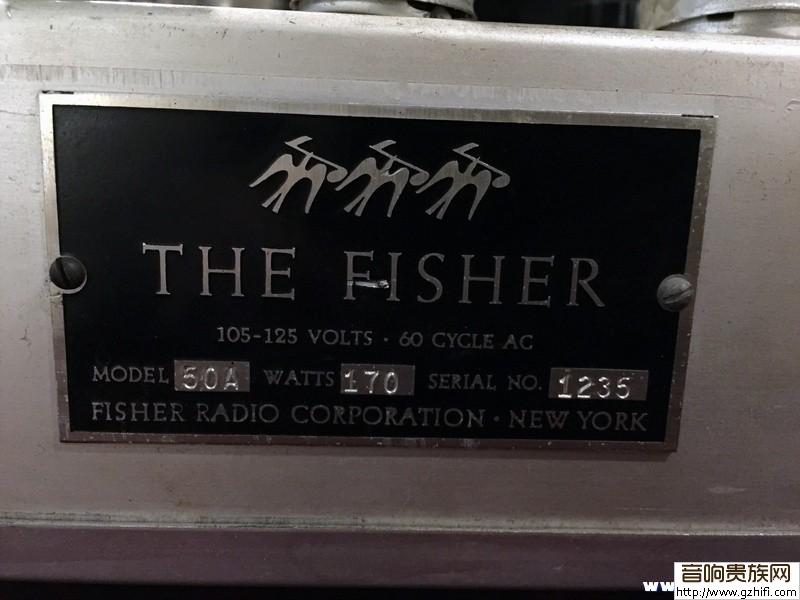 THE FISHER
105-125 VOLTS · 60 CYCLE AC
MODEL 50A WATTS 170 SERIAL NO. 1235
FISHER RADIO CORPORATION · NEW YORK
音响贵族网
http://www.gzhifi.com